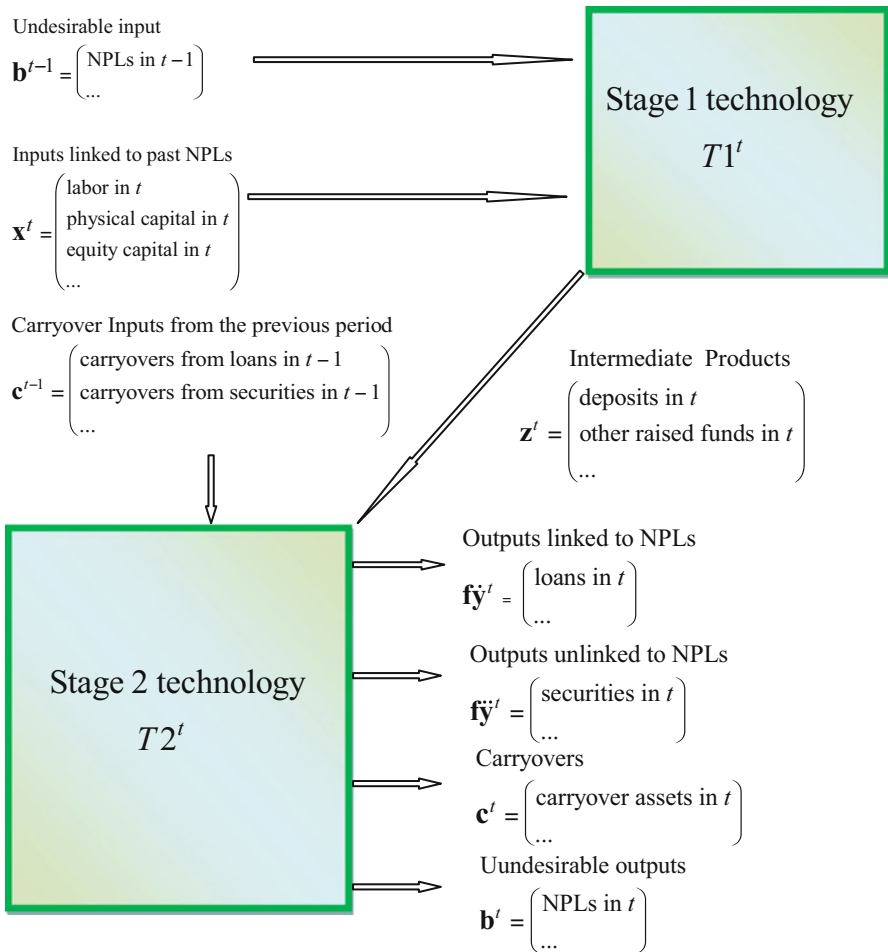 Undesirable input
b^{t−1} = (NPLs in t−1
...)
Stage 1 technology
T1^t
Inputs linked to past NPLs
x^t = (labor in t
physical capital in t
equity capital in t
...)
Carryover Inputs from the previous period
c^{t−1} = (carryovers from loans in t−1
carryovers from securities in t−1
...)
Intermediate Products
z^t = (deposits in t
other raised funds in t
...)
Stage 2 technology
T2^t
Outputs linked to NPLs
fẏ^t = (loans in t
...)
Outputs unlinked to NPLs
fÿ^t = (securities in t
...)
Carryovers
c^t = (carryover assets in t
...)
Uundesirable outputs
b^t = (NPLs in t
...)